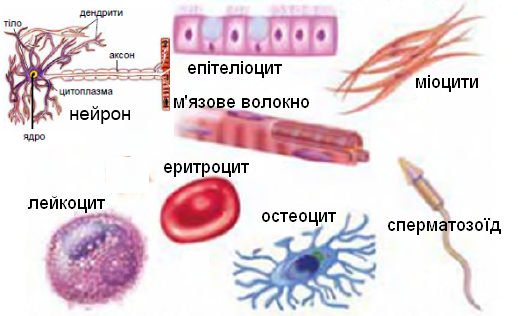 дендрити
тіло
аксон
цитоплазма
нейрон
ядро
епітеліоцит
міоцити
м'язове волокно
еритроцит
лейкоцит
остеоцит
сперматозоїд